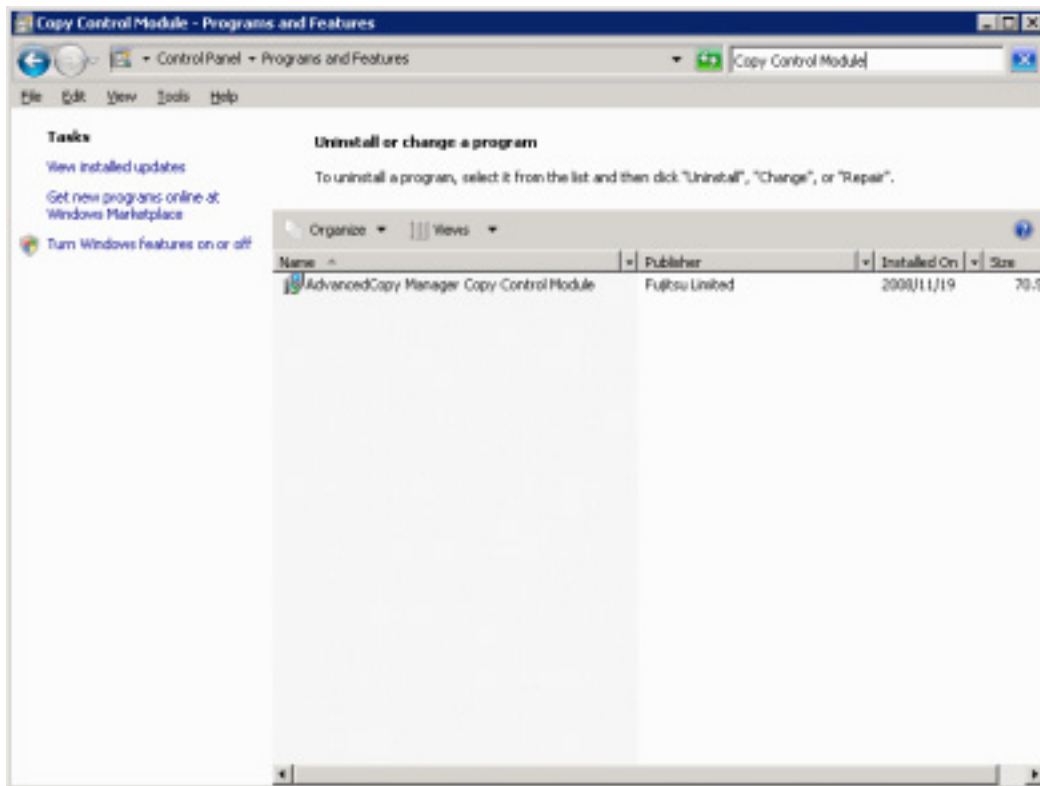 Copy Control Module - Programs and Features
Control Panel Programs and Features
Copy Control Module
File Edit View Tools Help
Tasks
View installed updates
Get new programs online at
Windows Marketplace
Turn Windows features on or off
Uninstall or change a program
To uninstall a program, select it from the list and then click "Uninstall", "Change", or "Repair".
Organize Views
Name Publisher Installed On Size
AdvancedCopy Manager Copy Control Module Fujitsu Limited 2008/11/19